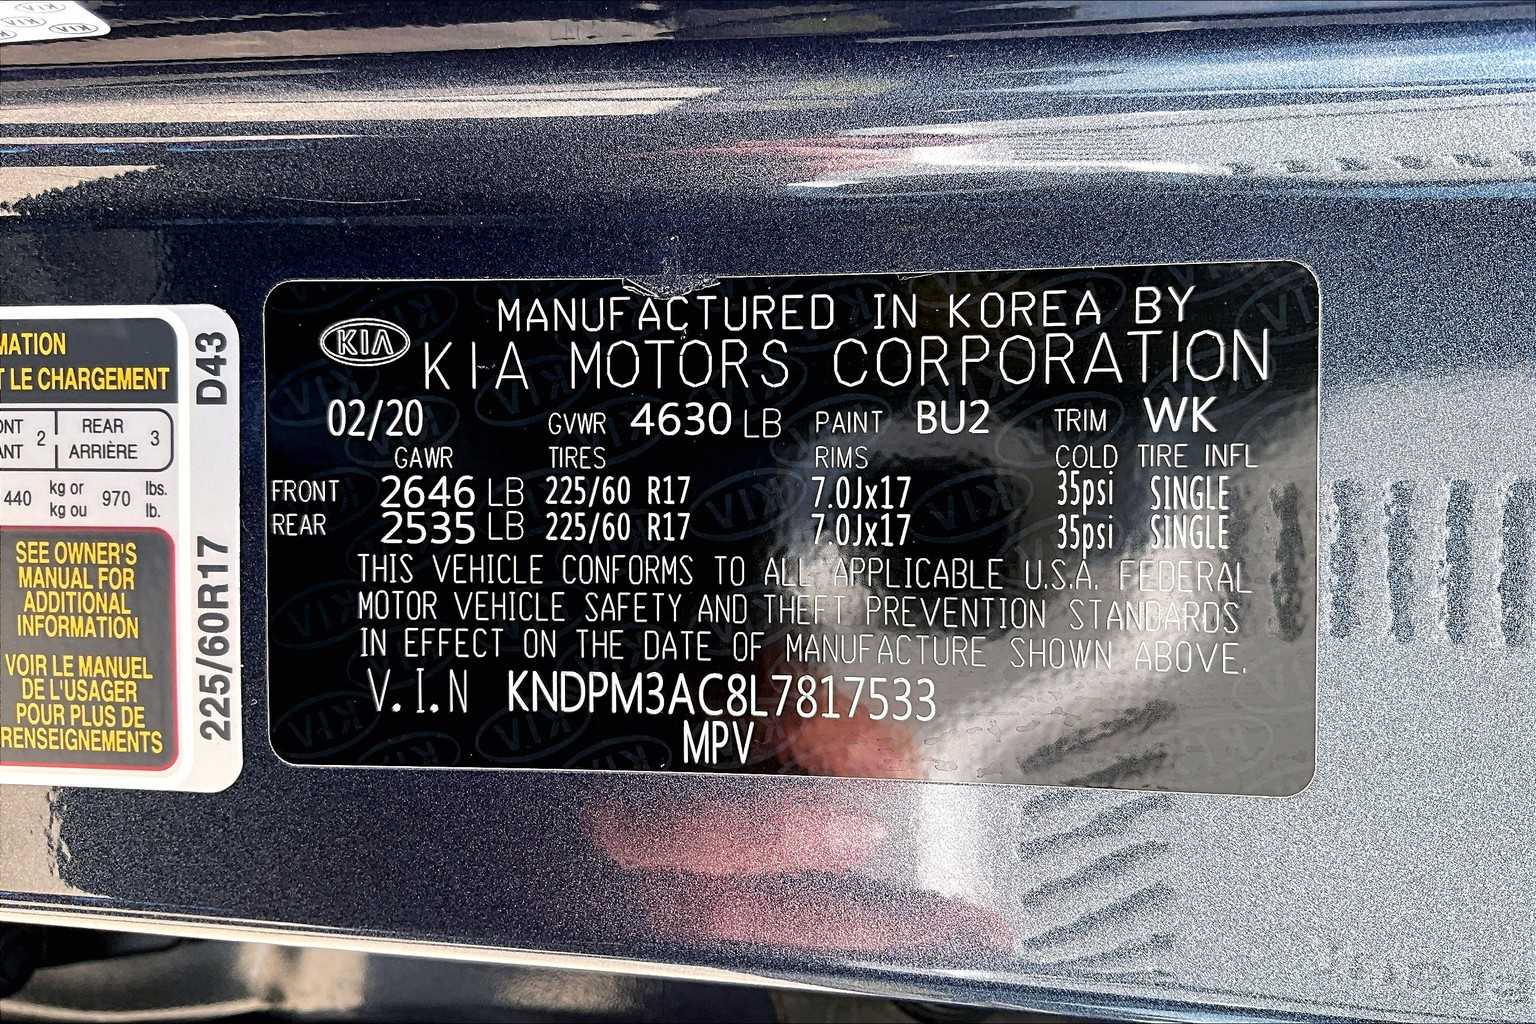 MATION
T LE CHARGEMENT
ONT 2 REAR 3
ANT ARRIÈRE
440 kg or 970 lbs.
kg ou lb.
SEE OWNER'S
MANUAL FOR
ADDITIONAL
INFORMATION
VOIR LE MANUEL
DE L'USAGER
POUR PLUS DE
RENSEIGNEMENTS
D43
225/60R17
KIA
MANUFACTURED IN KOREA BY
KIA MOTORS CORPORATION
02/20 GVWR 4630 LB PAINT BU2 TRIM WK
GAWR TIRES RIMS COLD TIRE INFL
FRONT 2646 LB 225/60 R17 7.0Jx17 35psi SINGLE
REAR 2535 LB 225/60 R17 7.0Jx17 35psi SINGLE
THIS VEHICLE CONFORMS TO ALL APPLICABLE U.S.A. FEDERAL
MOTOR VEHICLE SAFETY AND THEFT PREVENTION STANDARDS
IN EFFECT ON THE DATE OF MANUFACTURE SHOWN ABOVE.
V.I.N KNDPM3AC8L7817533
MPV